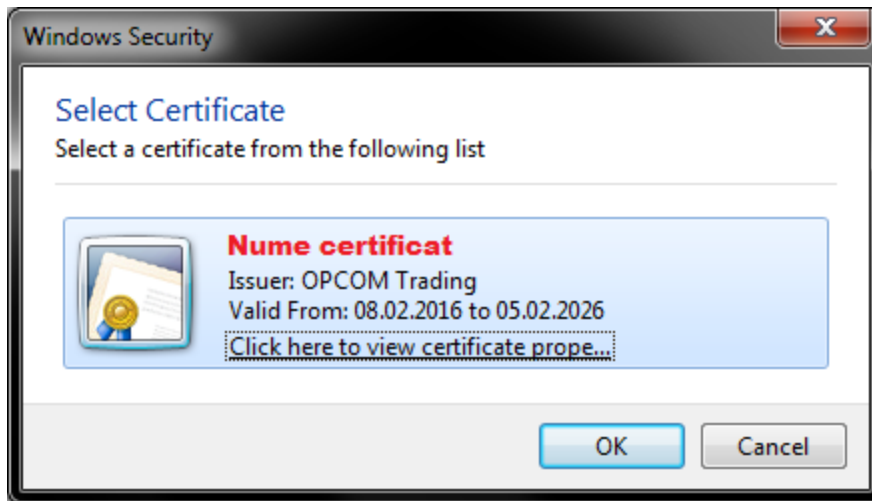 Windows Security
Select Certificate
Select a certificate from the following list
Nume certificat
Issuer: OPCOM Trading
Valid From: 08.02.2016 to 05.02.2026
Click here to view certificate prope...
OK
Cancel